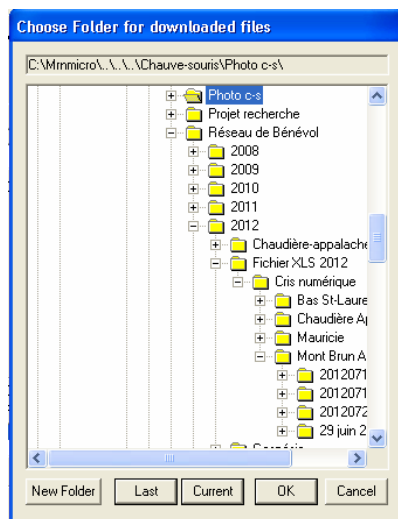 Choose Folder for downloaded files
C:\Mrnmicro\..\..\..\Chauve-souris\Photo c-s\
Photo c-s
Projet recherche
Réseau de Bénévol
2008
2009
2010
2011
2012
Chaudière-appalache
Fichier XLS 2012
Cris numérique
Bas St-Laure
Chaudière A
Mauricie
Mont Brun A
2012071
2012071
2012072
29 juin 2
New Folder Last Current OK Cancel